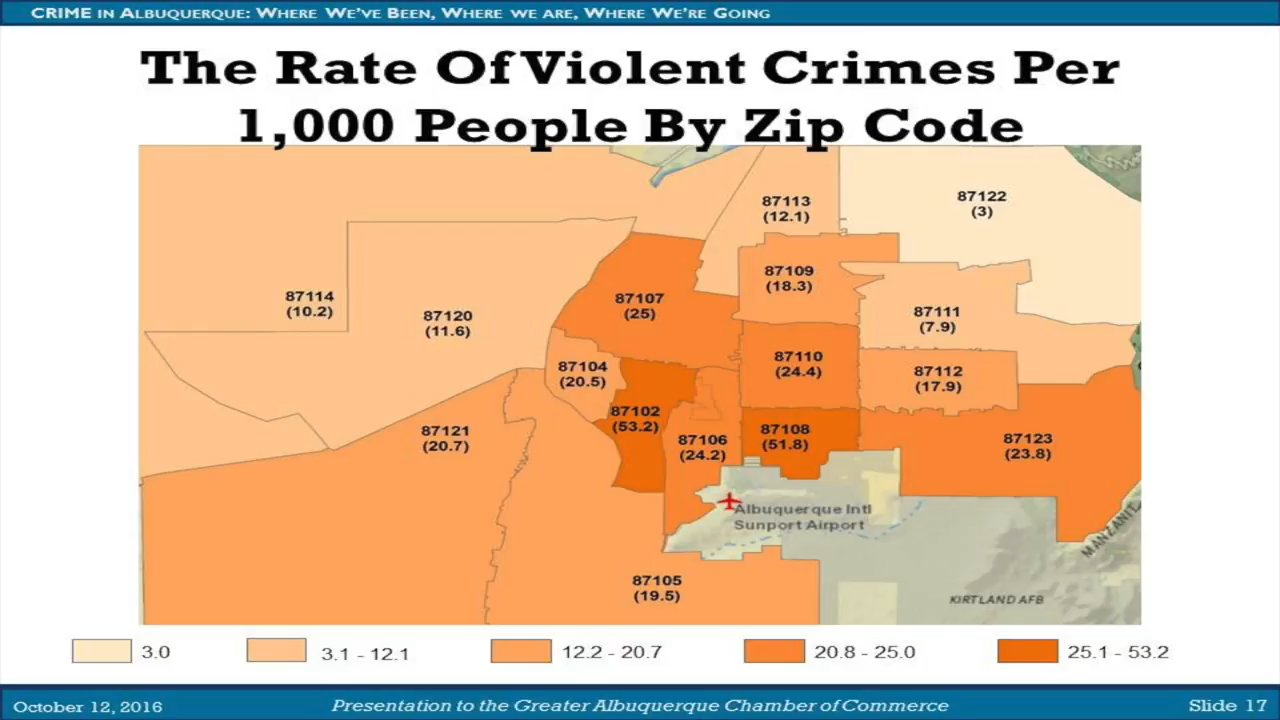 CRIME IN ALBUQUERQUE: WHERE WE'VE BEEN, WHERE WE ARE, WHERE WE'RE GOING
The Rate Of Violent Crimes Per
1,000 People By Zip Code
87122
(3)
87113
(12.1)
87109
(18.3)
87114
(10.2)
87107
(25)
87120
(11.6)
87111
(7.9)
87110
(24.4)
87104
(20.5)
87112
(17.9)
87102
(53.2)
87121
(20.7)
87108
(51.8)
87106
(24.2)
87123
(23.8)
Albuquerque Intl
Sunport Airport
MANZANIT
87105
(19.5)
KIRTLAND AFB
3.0
3.1 - 12.1
12.2 - 20.7
20.8 - 25.0
25.1 - 53.2
October 12, 2016
Presentation to the Greater Albuquerque Chamber of Commerce
Slide 17